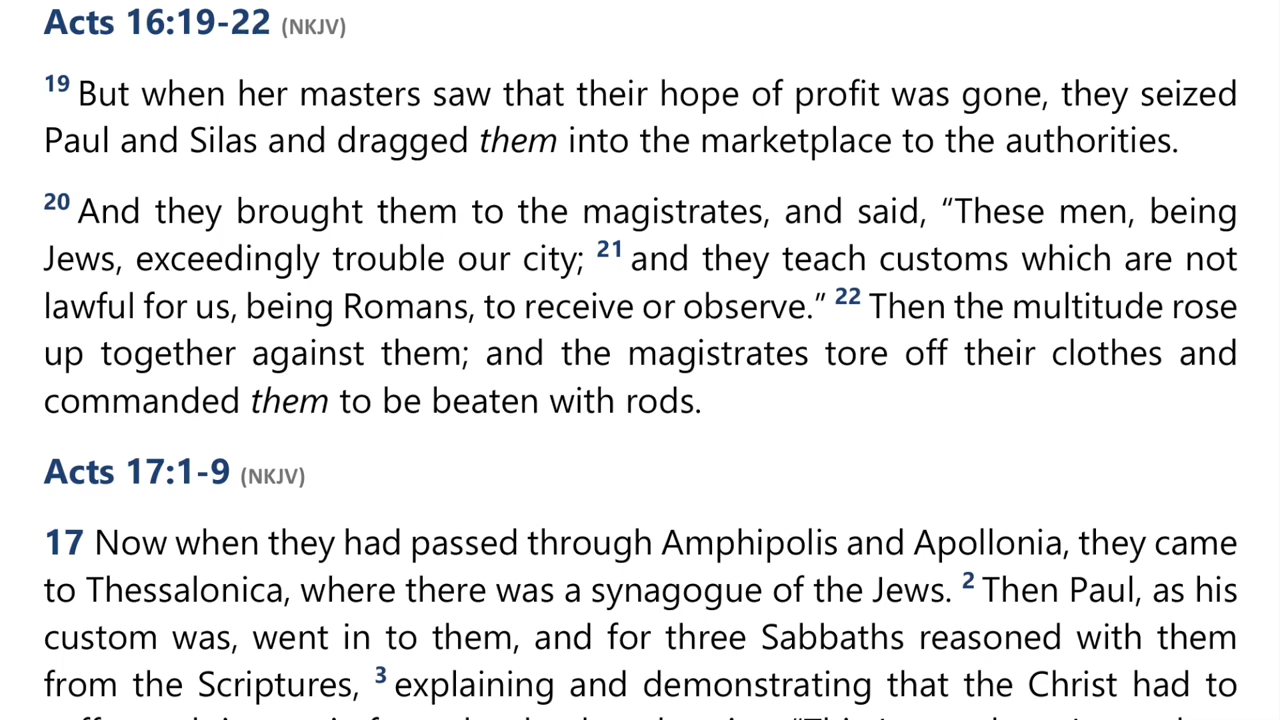 Acts 16:19-22 (NKJV)
19 But when her masters saw that their hope of profit was gone, they seized
Paul and Silas and dragged them into the marketplace to the authorities.
20 And they brought them to the magistrates, and said, “These men, being
Jews, exceedingly trouble our city; 21 and they teach customs which are not
lawful for us, being Romans, to receive or observe.” 22 Then the multitude rose
up together against them; and the magistrates tore off their clothes and
commanded them to be beaten with rods.
Acts 17:1-9 (NKJV)
17 Now when they had passed through Amphipolis and Apollonia, they came
to Thessalonica, where there was a synagogue of the Jews. 2 Then Paul, as his
custom was, went in to them, and for three Sabbaths reasoned with them
from the Scriptures, 3 explaining and demonstrating that the Christ had to